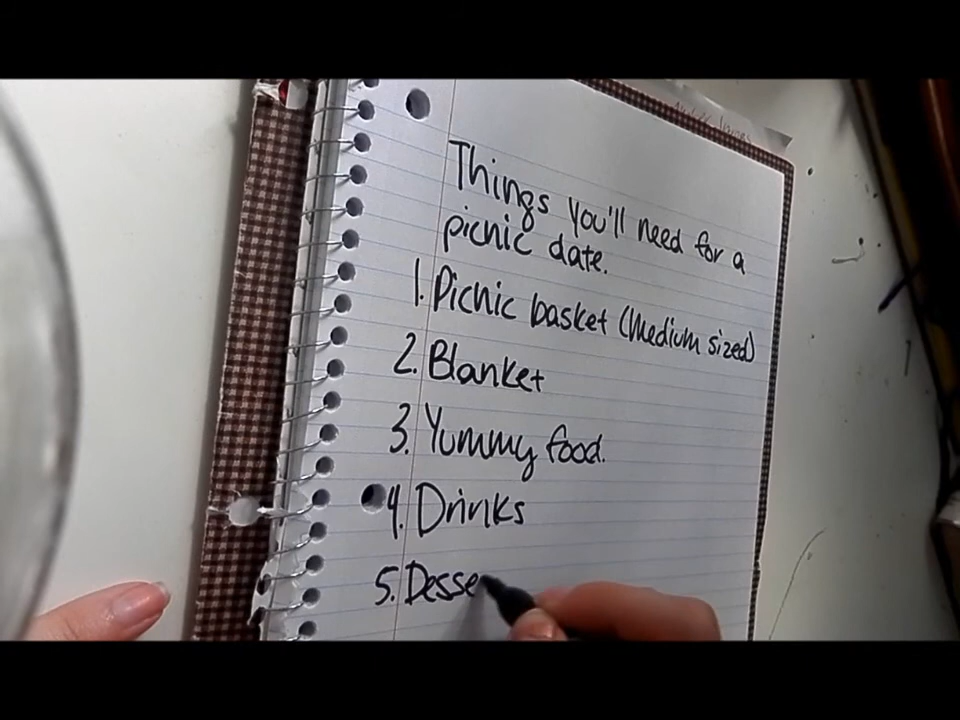 Things you'll need for a
picnic date.
1. Picnic basket (Medium sized)
2. Blanket
3. Yummy food.
4. Drinks
5. Desse